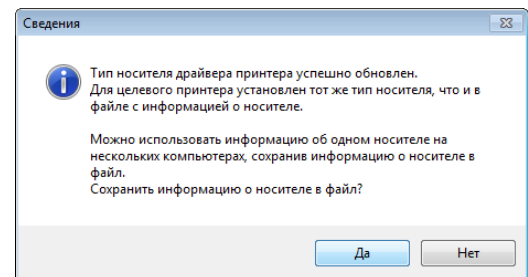 Сведения
Тип носителя драйвера принтера успешно обновлен.
Для целевого принтера установлен тот же тип носителя, что и в
файле с информацией о носителе.
Можно использовать информацию об одном носителе на
нескольких компьютерах, сохранив информацию о носителе в
файл.
Сохранить информацию о носителе в файл?
Да
Нет